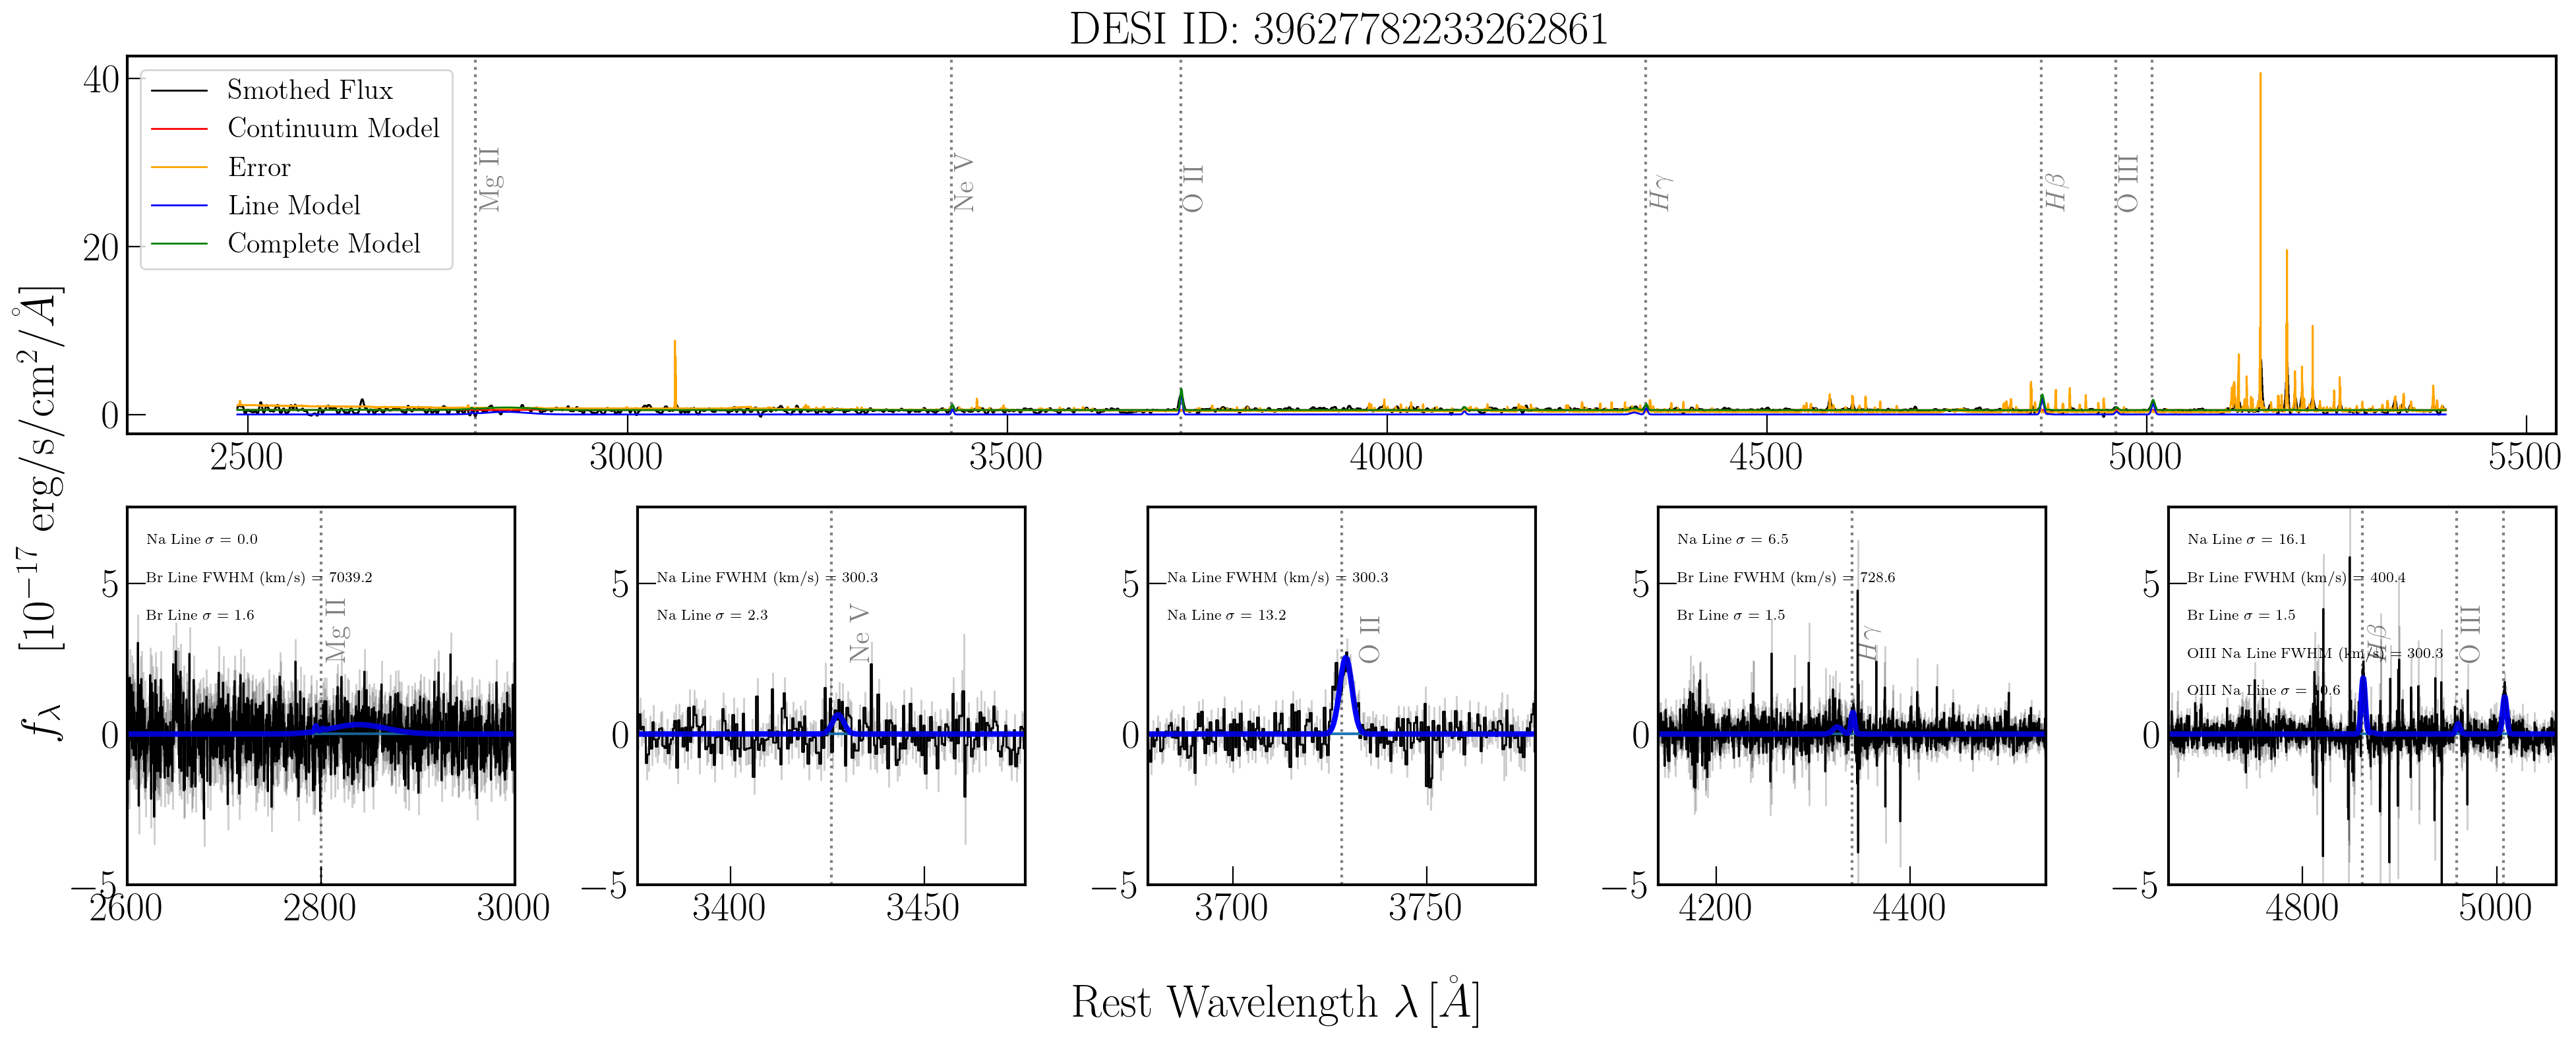 DESI ID: 39627782233262861
40
20
0
Smothed Flux
Continuum Model
Error
Line Model
Complete Model
Mg II
Ne V
O II
Hγ
Hβ
O III
2500
3000
3500
4000
4500
5000
5500
fλ [10−17 erg/s/cm2/Å]
Na Line σ = 0.0
Br Line FWHM (km/s) = 7039.2
Br Line σ = 1.6
Mg II
5
0
−5
2600
2800
3000
Na Line FWHM (km/s) = 300.3
Na Line σ = 2.3
Ne V
5
0
−5
3400
3450
Na Line FWHM (km/s) = 300.3
Na Line σ = 13.2
O II
5
0
−5
3700
3750
Na Line σ = 6.5
Br Line FWHM (km/s) = 728.6
Br Line σ = 1.5
Hγ
5
0
−5
4200
4400
Na Line σ = 16.1
Br Line FWHM (km/s) = 400.4
Br Line σ = 1.5
OIII Na Line FWHM (km/s) = 300.3
OIII Na Line σ = 10.6
Hβ
O III
5
0
−5
4800
5000
Rest Wavelength λ [Å]